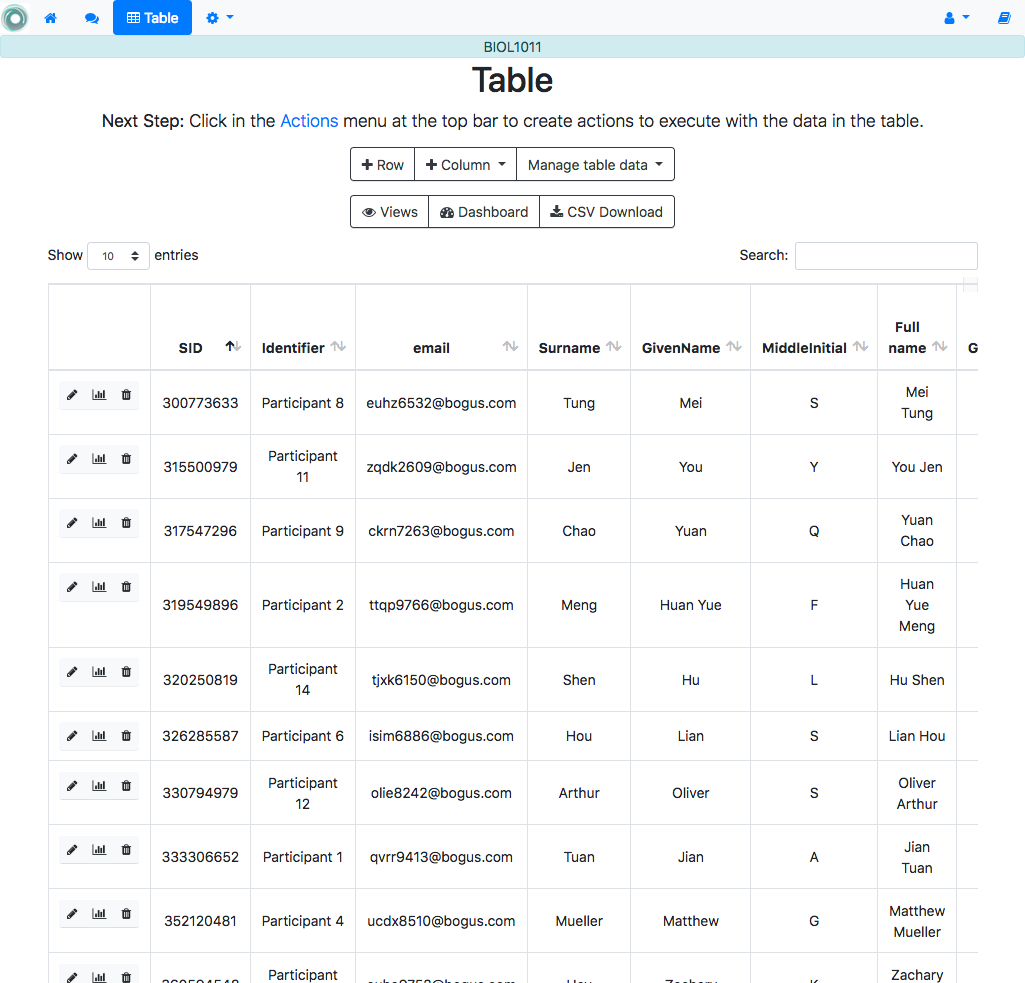 Table
BIOL1011
Table
Next Step: Click in the Actions menu at the top bar to create actions to execute with the data in the table.
Row Column Manage table data
Views Dashboard CSV Download
Show 10 entries Search:
SID Identifier email Surname GivenName MiddleInitial Full name G
300773633 Participant 8 euhz6532@bogus.com Tung Mei S Mei Tung
315500979 Participant 11 zqdk2609@bogus.com Jen You Y You Jen
317547296 Participant 9 ckrn7263@bogus.com Chao Yuan Q Yuan Chao
319549896 Participant 2 ttqp9766@bogus.com Meng Huan Yue F Huan Yue Meng
320250819 Participant 14 tjxk6150@bogus.com Shen Hu L Hu Shen
326285587 Participant 6 isim6886@bogus.com Hou Lian S Lian Hou
330794979 Participant 12 olie8242@bogus.com Arthur Oliver S Oliver Arthur
333306652 Participant 1 qvrr9413@bogus.com Tuan Jian A Jian Tuan
352120481 Participant 4 ucdx8510@bogus.com Mueller Matthew G Matthew Mueller
Participant Zachary